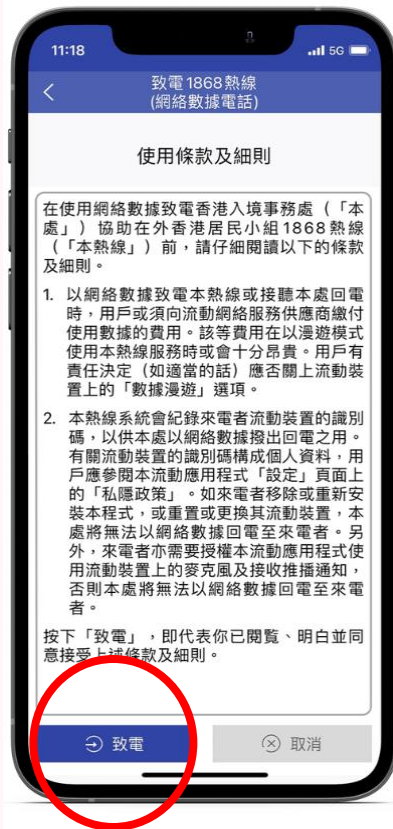 11:18
5G
致電1868熱線
(網絡數據電話)
使用條款及細則
在使用網絡數據致電香港入境事務處（「本
處」）協助在外香港居民小組1868熱線
（「本熱線」）前，請仔細閱讀以下的條款
及細則。
1. 以網絡數據致電本熱線或接聽本處回電
時，用戶或須向流動網絡服務供應商繳付
使用數據的費用。該等費用在以漫遊模式
使用本熱線服務時或會十分昂貴。用戶有
責任決定（如適當的話）應否關上流動裝
置上的「數據漫遊」選項。
2. 本熱線系統會紀錄來電者流動裝置的識別
碼，以供本處以網絡數據撥出回電之用。
有關流動裝置的識別碼構成個人資料，用
戶應參閱本流動應用程式「設定」頁面上
的「私隱政策」。如來電者移除或重新安
裝本程式，或重置或更換其流動裝置，本
處將無法以網絡數據回電至來電者。另
外，來電者亦需要授權本流動應用程式使
用流動裝置上的麥克風及接收推播通知，
否則本處將無法以網絡數據回電至來電
者。
按下「致電」，即代表你已閱覽、明白並同
意接受上述條款及細則。
致電
取消